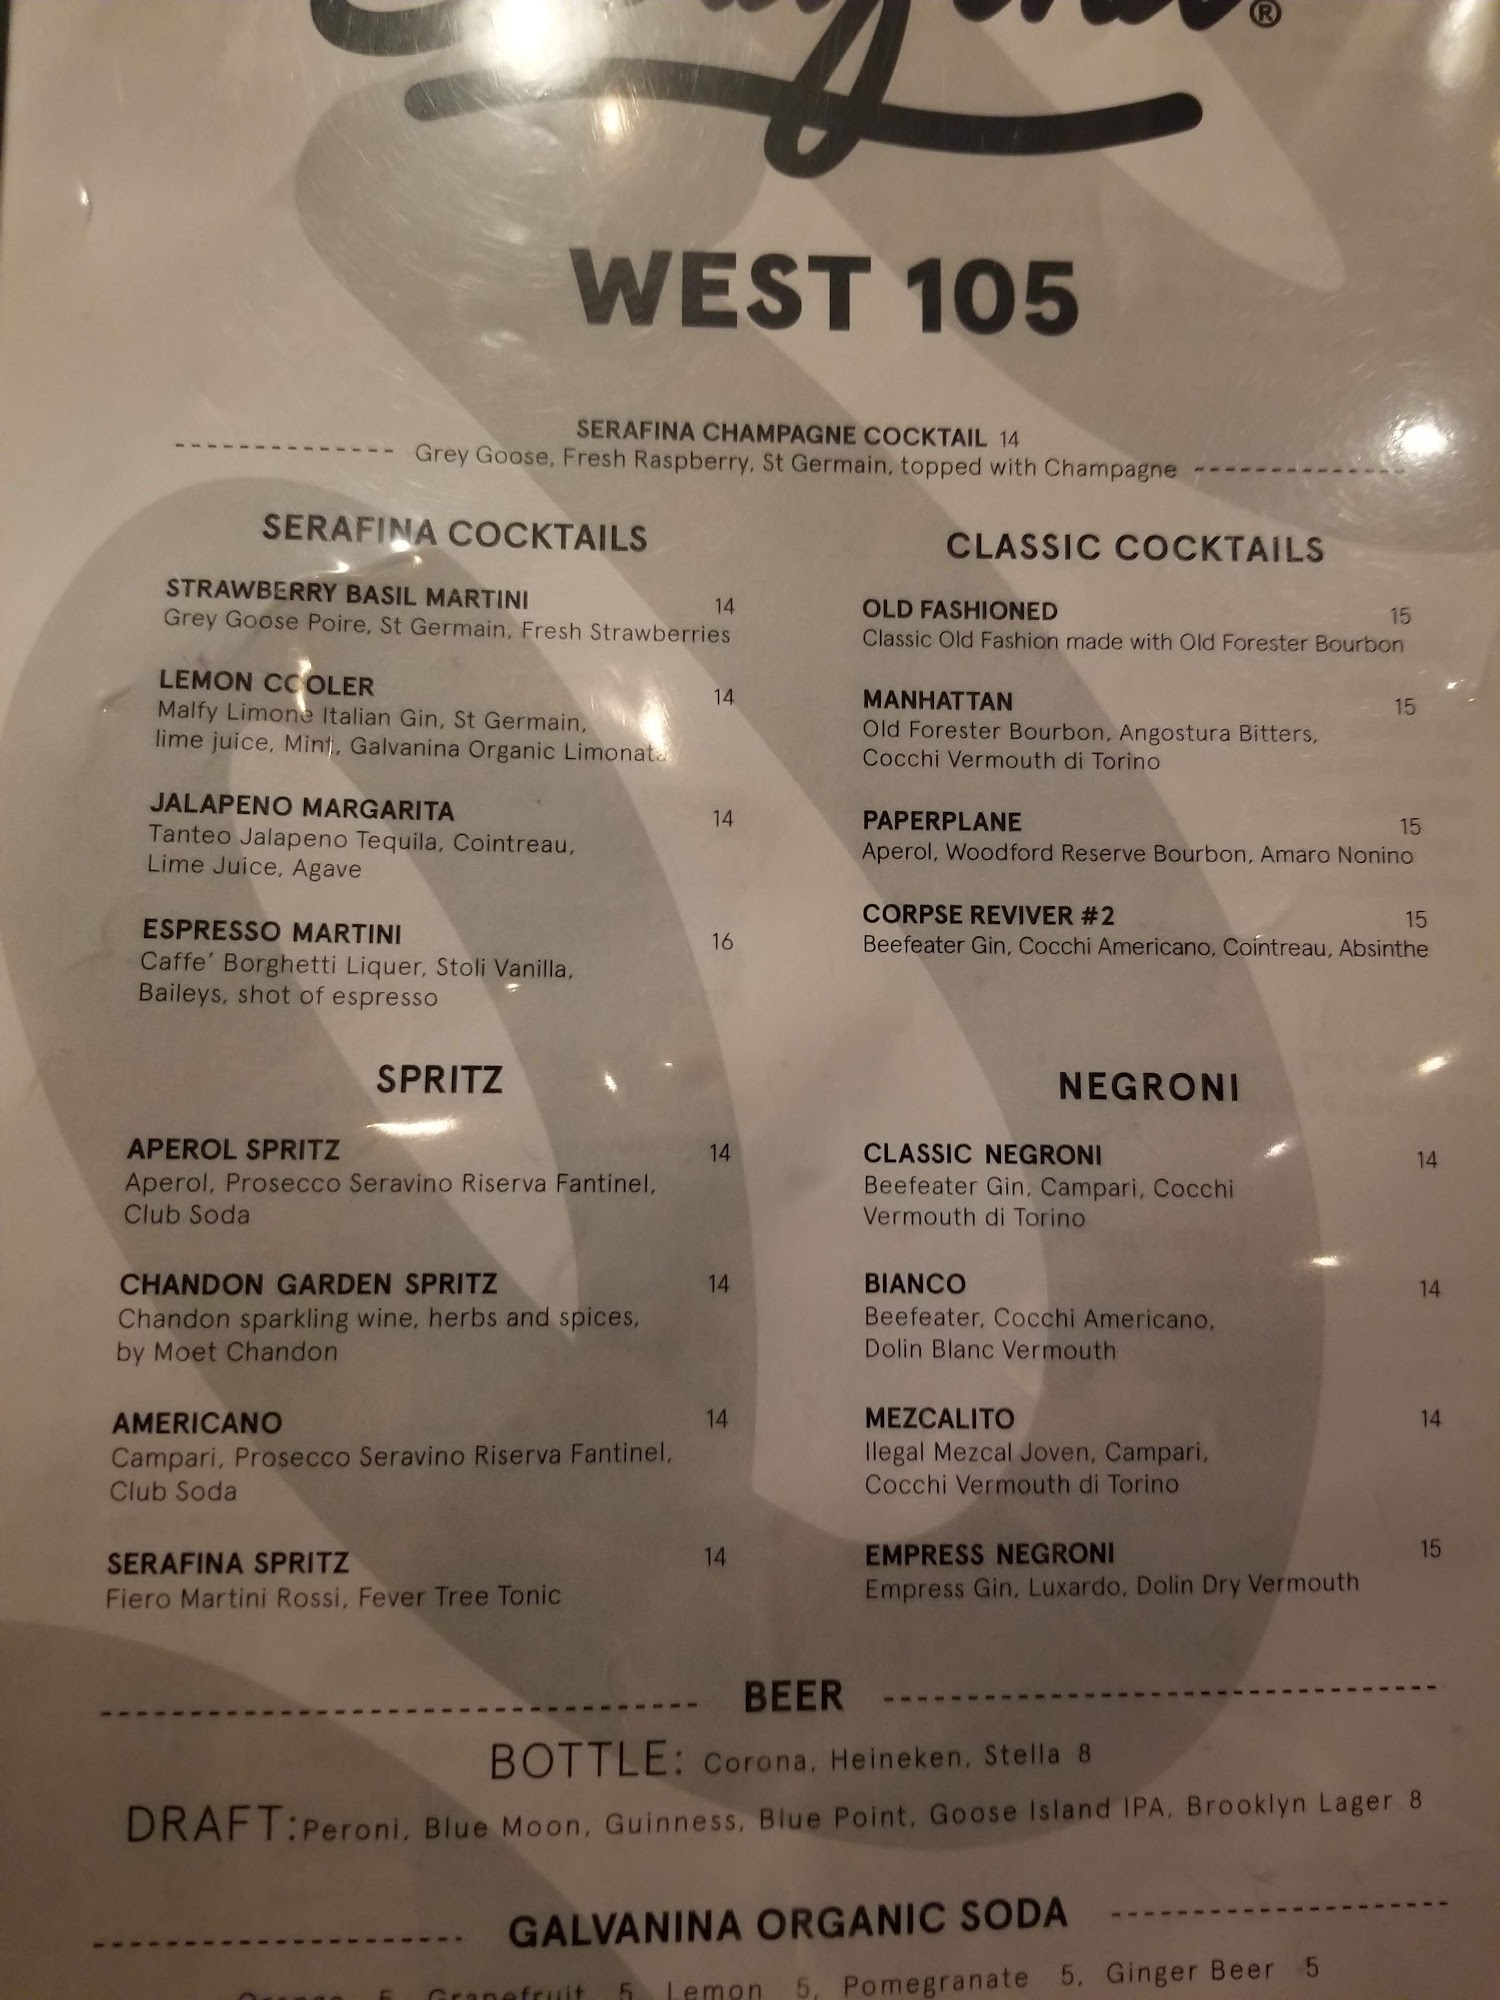 WEST 105
SERAFINA CHAMPAGNE COCKTAIL 14
Grey Goose, Fresh Raspberry, St Germain, topped with Champagne
SERAFINA COCKTAILS
STRAWBERRY BASIL MARTINI 14
Grey Goose Poire, St Germain, Fresh Strawberries
LEMON COOLER 14
Malfy Limone Italian Gin, St Germain,
lime juice, Mint, Galvanina Organic Limonata
JALAPENO MARGARITA 14
Tanteo Jalapeno Tequila, Cointreau,
Lime Juice, Agave
ESPRESSO MARTINI 16
Caffe' Borghetti Liquer, Stoli Vanilla,
Baileys, shot of espresso
CLASSIC COCKTAILS
OLD FASHIONED 15
Classic Old Fashion made with Old Forester Bourbon
MANHATTAN 15
Old Forester Bourbon, Angostura Bitters,
Cocchi Vermouth di Torino
PAPERPLANE 15
Aperol, Woodford Reserve Bourbon, Amaro Nonino
CORPSE REVIVER #2 15
Beefeater Gin, Cocchi Americano, Cointreau, Absinthe
SPRITZ
APEROL SPRITZ 14
Aperol, Prosecco Seravino Riserva Fantinel,
Club Soda
CHANDON GARDEN SPRITZ 14
Chandon sparkling wine, herbs and spices,
by Moet Chandon
AMERICANO 14
Campari, Prosecco Seravino Riserva Fantinel,
Club Soda
SERAFINA SPRITZ 14
Fiero Martini Rossi, Fever Tree Tonic
NEGRONI
CLASSIC NEGRONI 14
Beefeater Gin, Campari, Cocchi
Vermouth di Torino
BIANCO 14
Beefeater, Cocchi Americano,
Dolin Blanc Vermouth
MEZCALITO 14
Ilegal Mezcal Joven, Campari,
Cocchi Vermouth di Torino
EMPRESS NEGRONI 15
Empress Gin, Luxardo, Dolin Dry Vermouth
BEER
BOTTLE: Corona, Heineken, Stella 8
DRAFT: Peroni, Blue Moon, Guinness, Blue Point, Goose Island IPA, Brooklyn Lager 8
GALVANINA ORGANIC SODA
Orange 5, Grapefruit 5, Lemon 5, Pomegranate 5, Ginger Beer 5